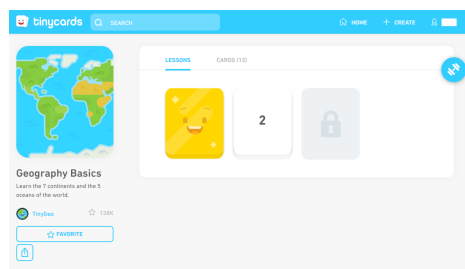 tinycards
SEARCH
HOME
CREATE
LESSONS
CARDS (12)
2
Geography Basics
Learn the 7 continents and the 5
oceans of the world.
TinyGeo
138K
FAVORITE